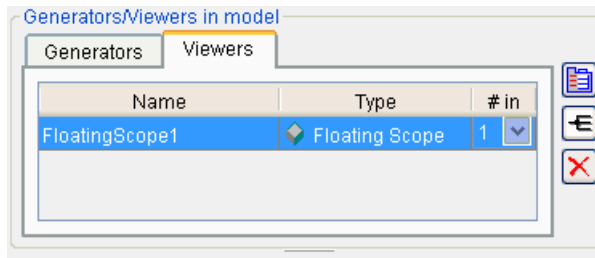 Generators/Viewers in model
Generators Viewers
Name Type # in
FloatingScope1 Floating Scope 1